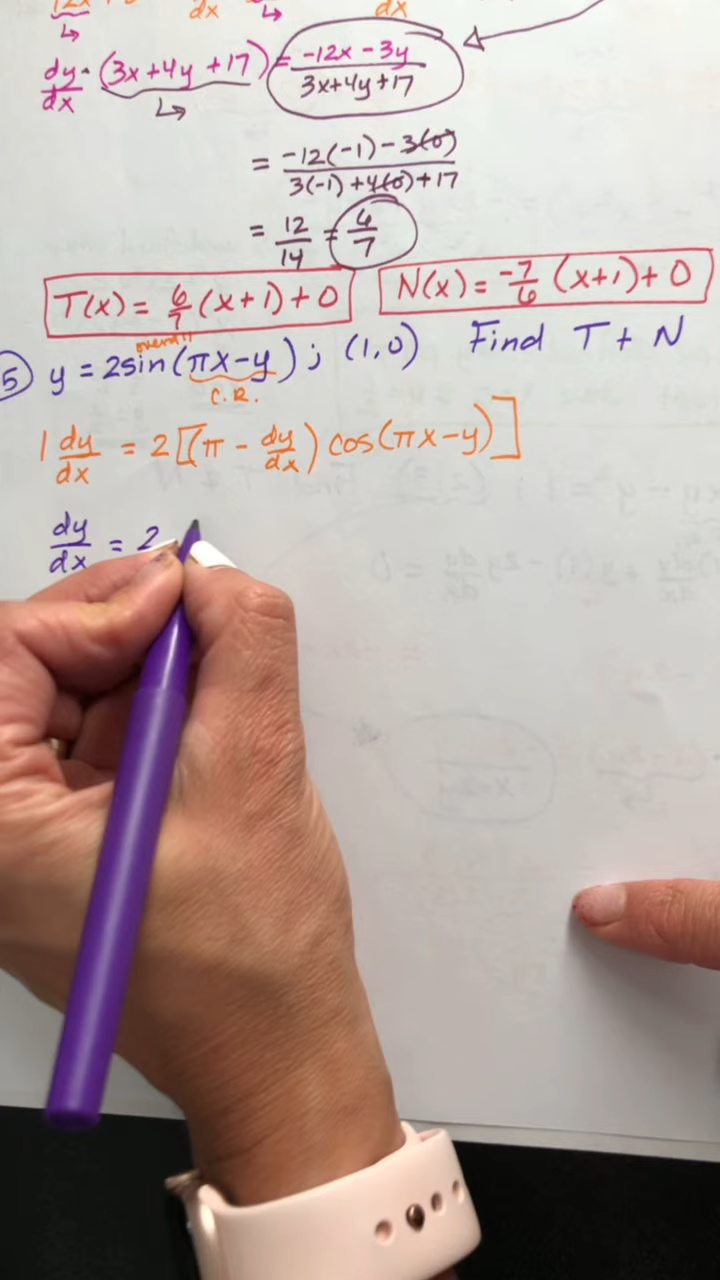 dx
dx
dy/dx · (3x+4y+17) = (-12x-3y)/(3x+4y+17)
= (-12(-1)-3(0))/(3(-1)+4(0)+17)
= 12/14 = 6/7
T(x) = 6/7 (x+1)+0 N(x) = -7/6 (x+1)+0
overall
5 y = 2sin(πx-y) ; (1,0) Find T + N
C.R.
1 dy/dx = 2[(π - dy/dx) cos(πx-y)]
dy/dx = 2